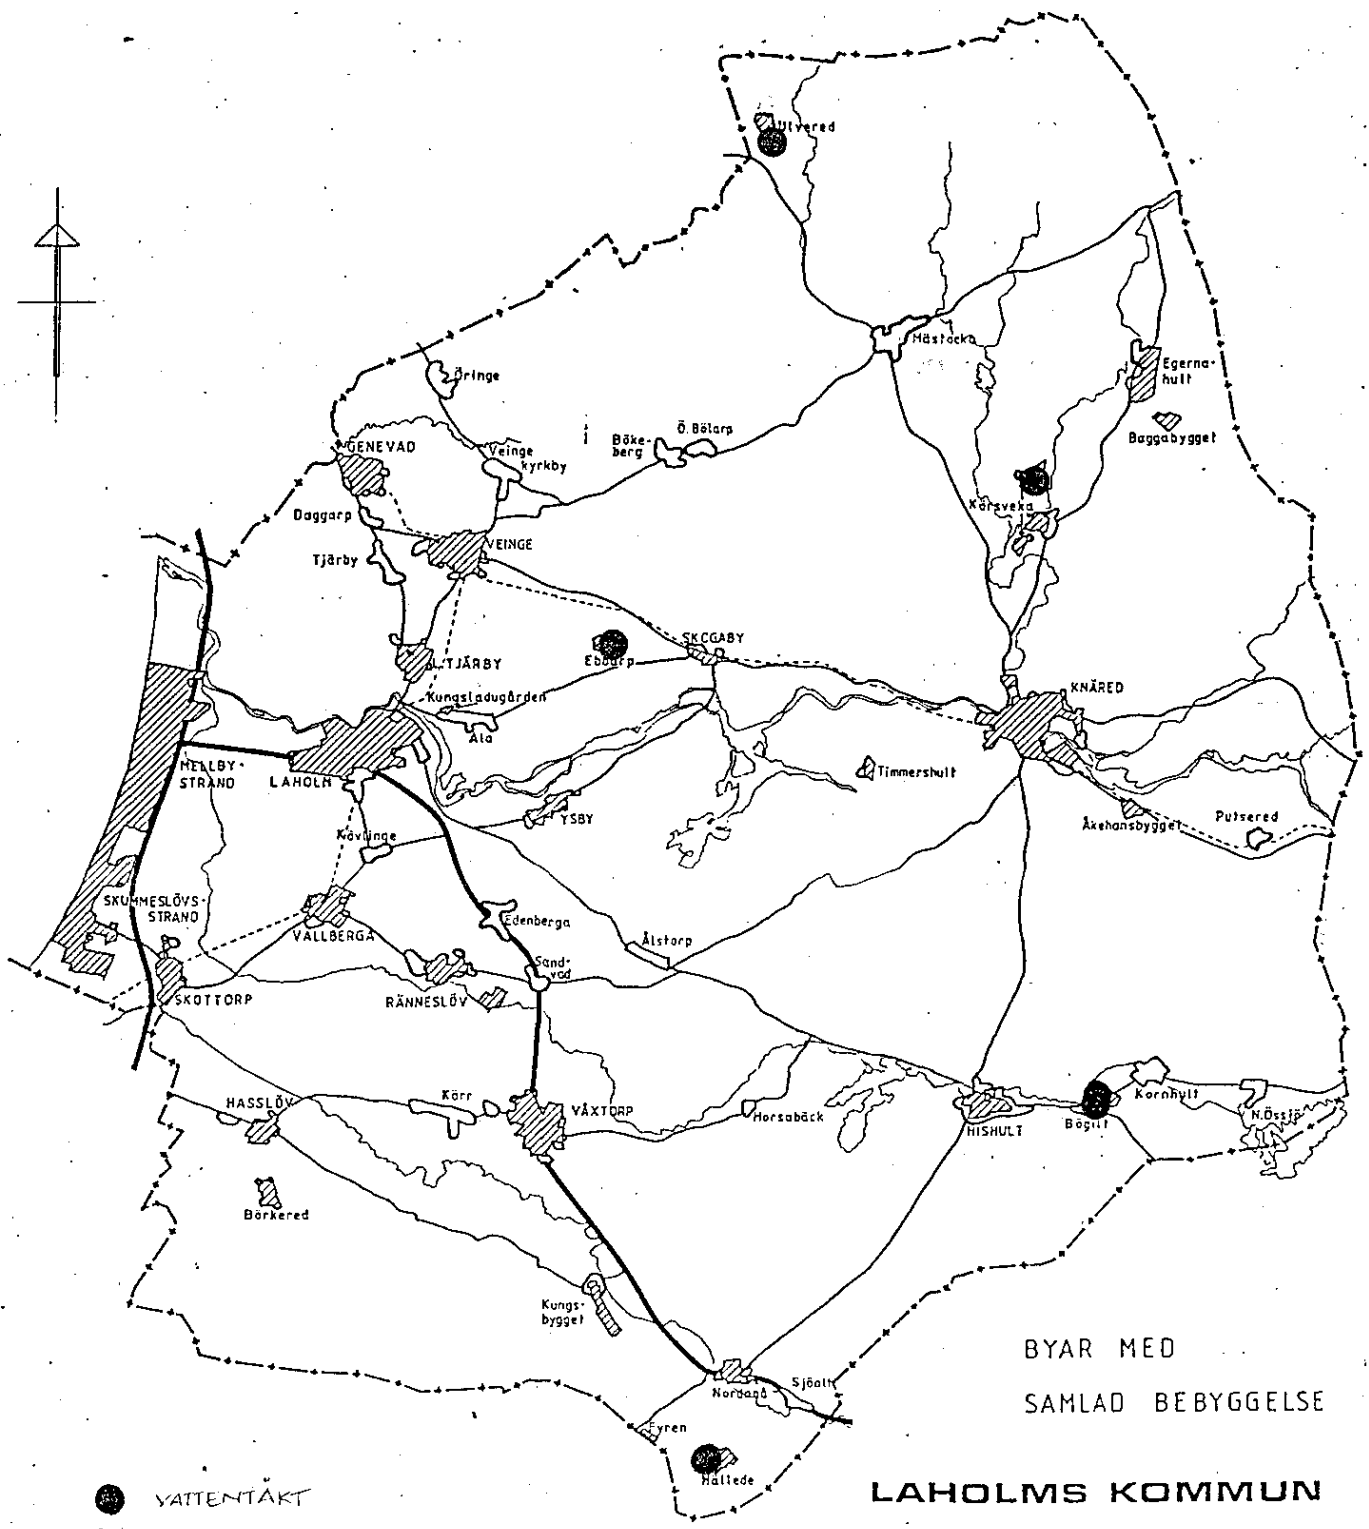 Ulvered
Mästocka
Egerna-
hult
Baggabygget
Öringe
GENEVAD
Veinge
kyrkby
Böke-
berg
Ö. Bölarp
Daggarp
Körsveka
VEINGE
Tjärby
L:TJÄRBY
Ebbarp
SKOGABY
Kungsladugården
KNÄRED
Ala
MELLBY-
STRAND
LAHOLM
Timmershult
YSBY
Kövlinge
Åkehansbygget
Putsered
SKUMMESLÖVS-
STRAND
VALLBERGA
Edenberga
Ålstorp
Sand-
vad
SKOTTORP
RÄNNESLÖV
HASSLÖV
Körr
VÅXTORP
Horsabäck
HISHULT
Bögilt
Kornhult
N.Össjö
Börkered
Kungs-
bygget
BYAR MED
SAMLAD BEBYGGELSE
Nordanå
Sjöalt
Fyren
Hallede
VATTENTÄKT
LAHOLMS KOMMUN